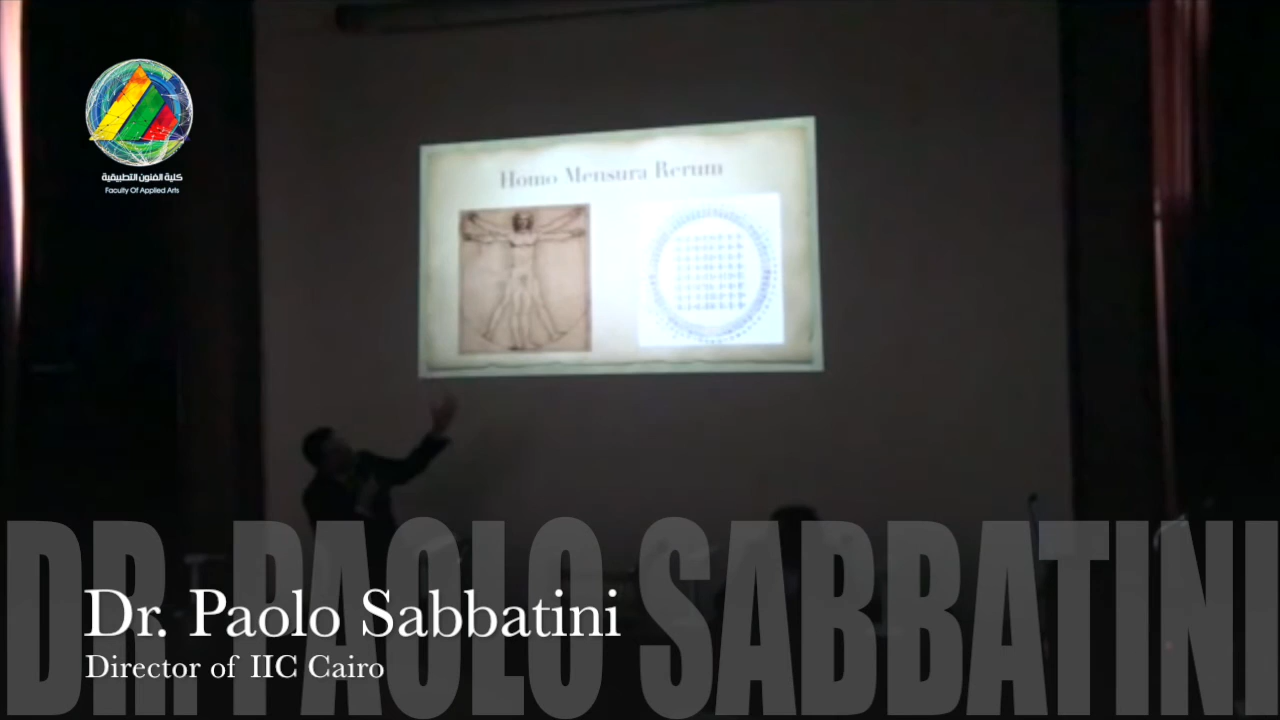 كلية الفنون التطبيقية
Faculty Of Applied Arts
Homo Mensura Rerum
DR. PAOLO SABBATINI
Dr. Paolo Sabbatini
Director of IIC Cairo